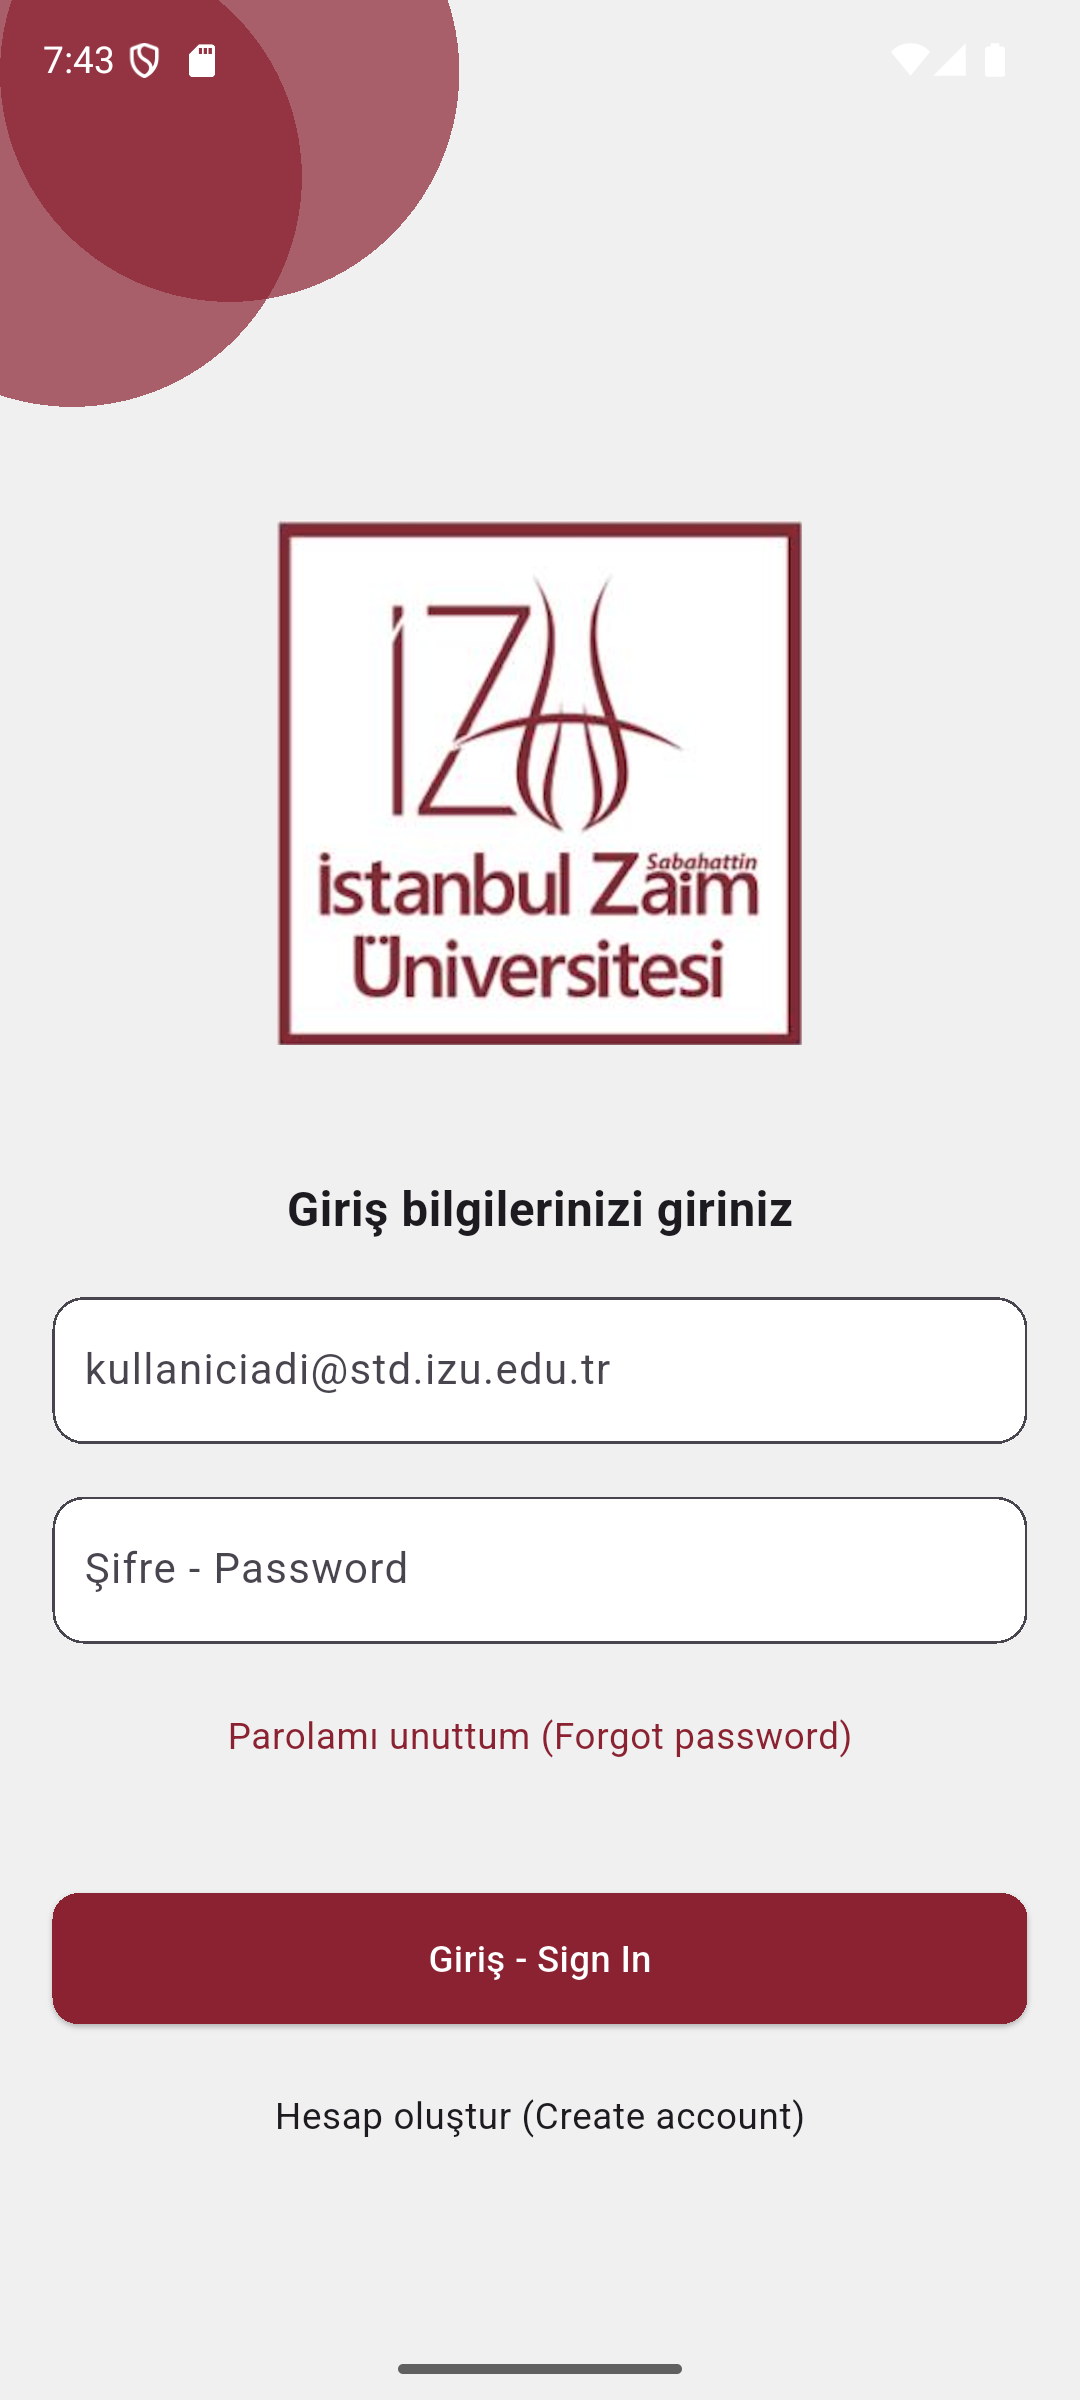 7:43
İZÜ
İstanbul Sabahattin Zaim
Üniversitesi
Giriş bilgilerinizi giriniz
kullaniciadi@std.izu.edu.tr
Şifre - Password
Parolamı unuttum (Forgot password)
Giriş - Sign In
Hesap oluştur (Create account)